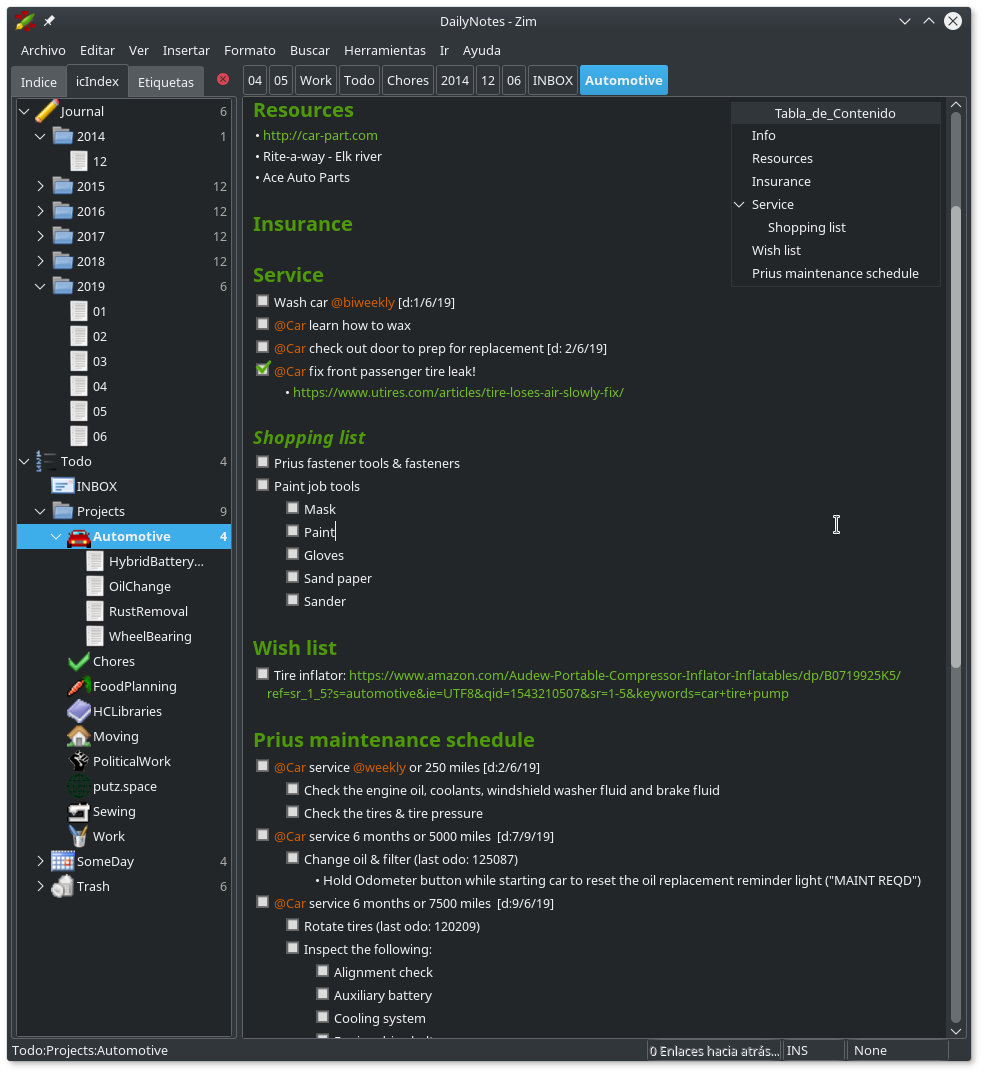 DailyNotes - Zim
Archivo Editar Ver Insertar Formato Buscar Herramientas Ir Ayuda
Indice icIndex Etiquetas
04 05 Work Todo Chores 2014 12 06 INBOX Automotive
Journal 6
2014 1
12
2015 12
2016 12
2017 12
2018 12
2019 6
01
02
03
04
05
06
Todo 4
INBOX
Projects 9
Automotive 4
HybridBattery...
OilChange
RustRemoval
WheelBearing
Chores
FoodPlanning
HCLibraries
Moving
PoliticalWork
putz.space
Sewing
Work
SomeDay 4
Trash 6
Resources
• http://car-part.com
• Rite-a-way - Elk river
• Ace Auto Parts
Insurance
Service
Wash car @biweekly [d:1/6/19]
@Car learn how to wax
@Car check out door to prep for replacement [d: 2/6/19]
@Car fix front passenger tire leak!
• https://www.utires.com/articles/tire-loses-air-slowly-fix/
Shopping list
Prius fastener tools & fasteners
Paint job tools
Mask
Paint
Gloves
Sand paper
Sander
Wish list
Tire inflator: https://www.amazon.com/Audew-Portable-Compressor-Inflator-Inflatables/dp/B0719925K5/
ref=sr_1_5?s=automotive&ie=UTF8&qid=1543210507&sr=1-5&keywords=car+tire+pump
Prius maintenance schedule
@Car service @weekly or 250 miles [d:2/6/19]
Check the engine oil, coolants, windshield washer fluid and brake fluid
Check the tires & tire pressure
@Car service 6 months or 5000 miles [d:7/9/19]
Change oil & filter (last odo: 125087)
• Hold Odometer button while starting car to reset the oil replacement reminder light ("MAINT REQD")
@Car service 6 months or 7500 miles [d:9/6/19]
Rotate tires (last odo: 120209)
Inspect the following:
Alignment check
Auxiliary battery
Cooling system
Tabla_de_Contenido
Info
Resources
Insurance
Service
Shopping list
Wish list
Prius maintenance schedule
Todo:Projects:Automotive
0 Enlaces hacia atrás...
INS
None